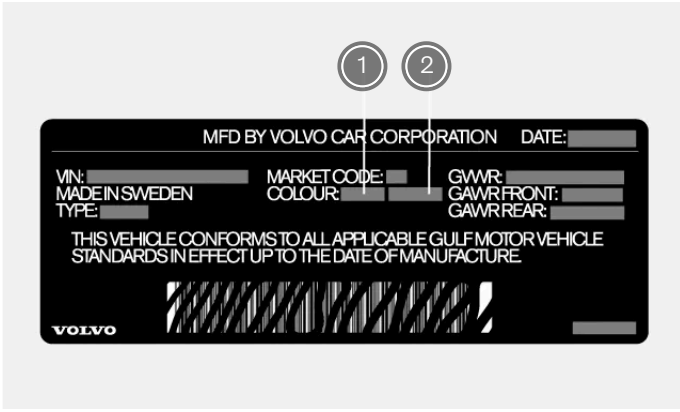 1 2
MFD BY VOLVO CAR CORPORATION DATE:
VIN: MARKET CODE: GVWR:
MADE IN SWEDEN COLOUR: GAWR FRONT:
TYPE: GAWR REAR:
THIS VEHICLE CONFORMS TO ALL APPLICABLE GULF MOTOR VEHICLE
STANDARDS IN EFFECT UP TO THE DATE OF MANUFACTURE.
VOLVO